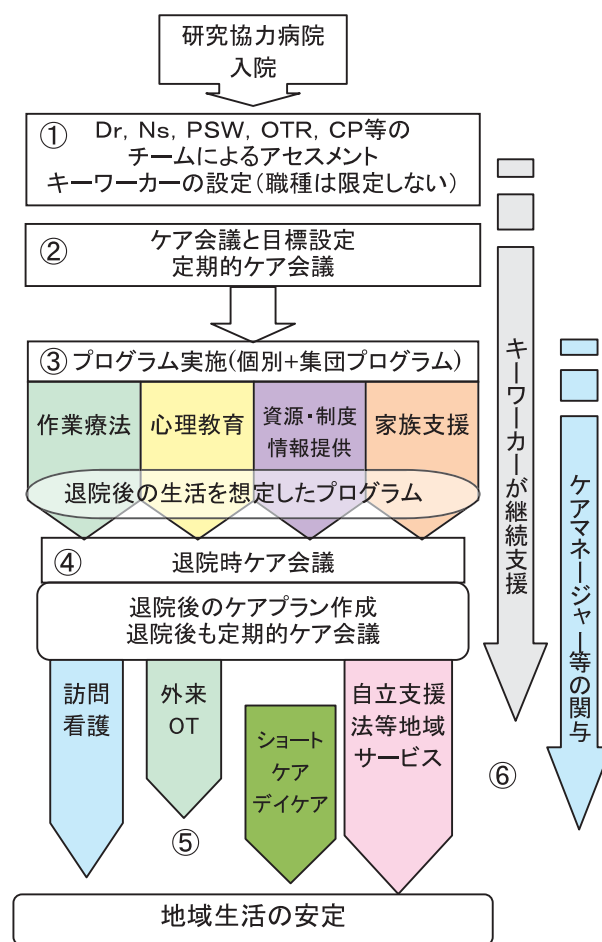 研究協力病院
入院
① Dr, Ns, PSW, OTR, CP等の
チームによるアセスメント
キーワーカーの設定(職種は限定しない)
② ケア会議と目標設定
定期的ケア会議
③ プログラム実施(個別+集団プログラム)
作業療法
心理教育
資源・制度
情報提供
家族支援
退院後の生活を想定したプログラム
④ 退院時ケア会議
退院後のケアプラン作成
退院後も定期的ケア会議
訪問
看護
外来
OT
ショート
ケア
デイケア
自立支援
法等地域
サービス
⑤
⑥
キーワーカーが継続支援
ケアマネージャー等の関与
地域生活の安定